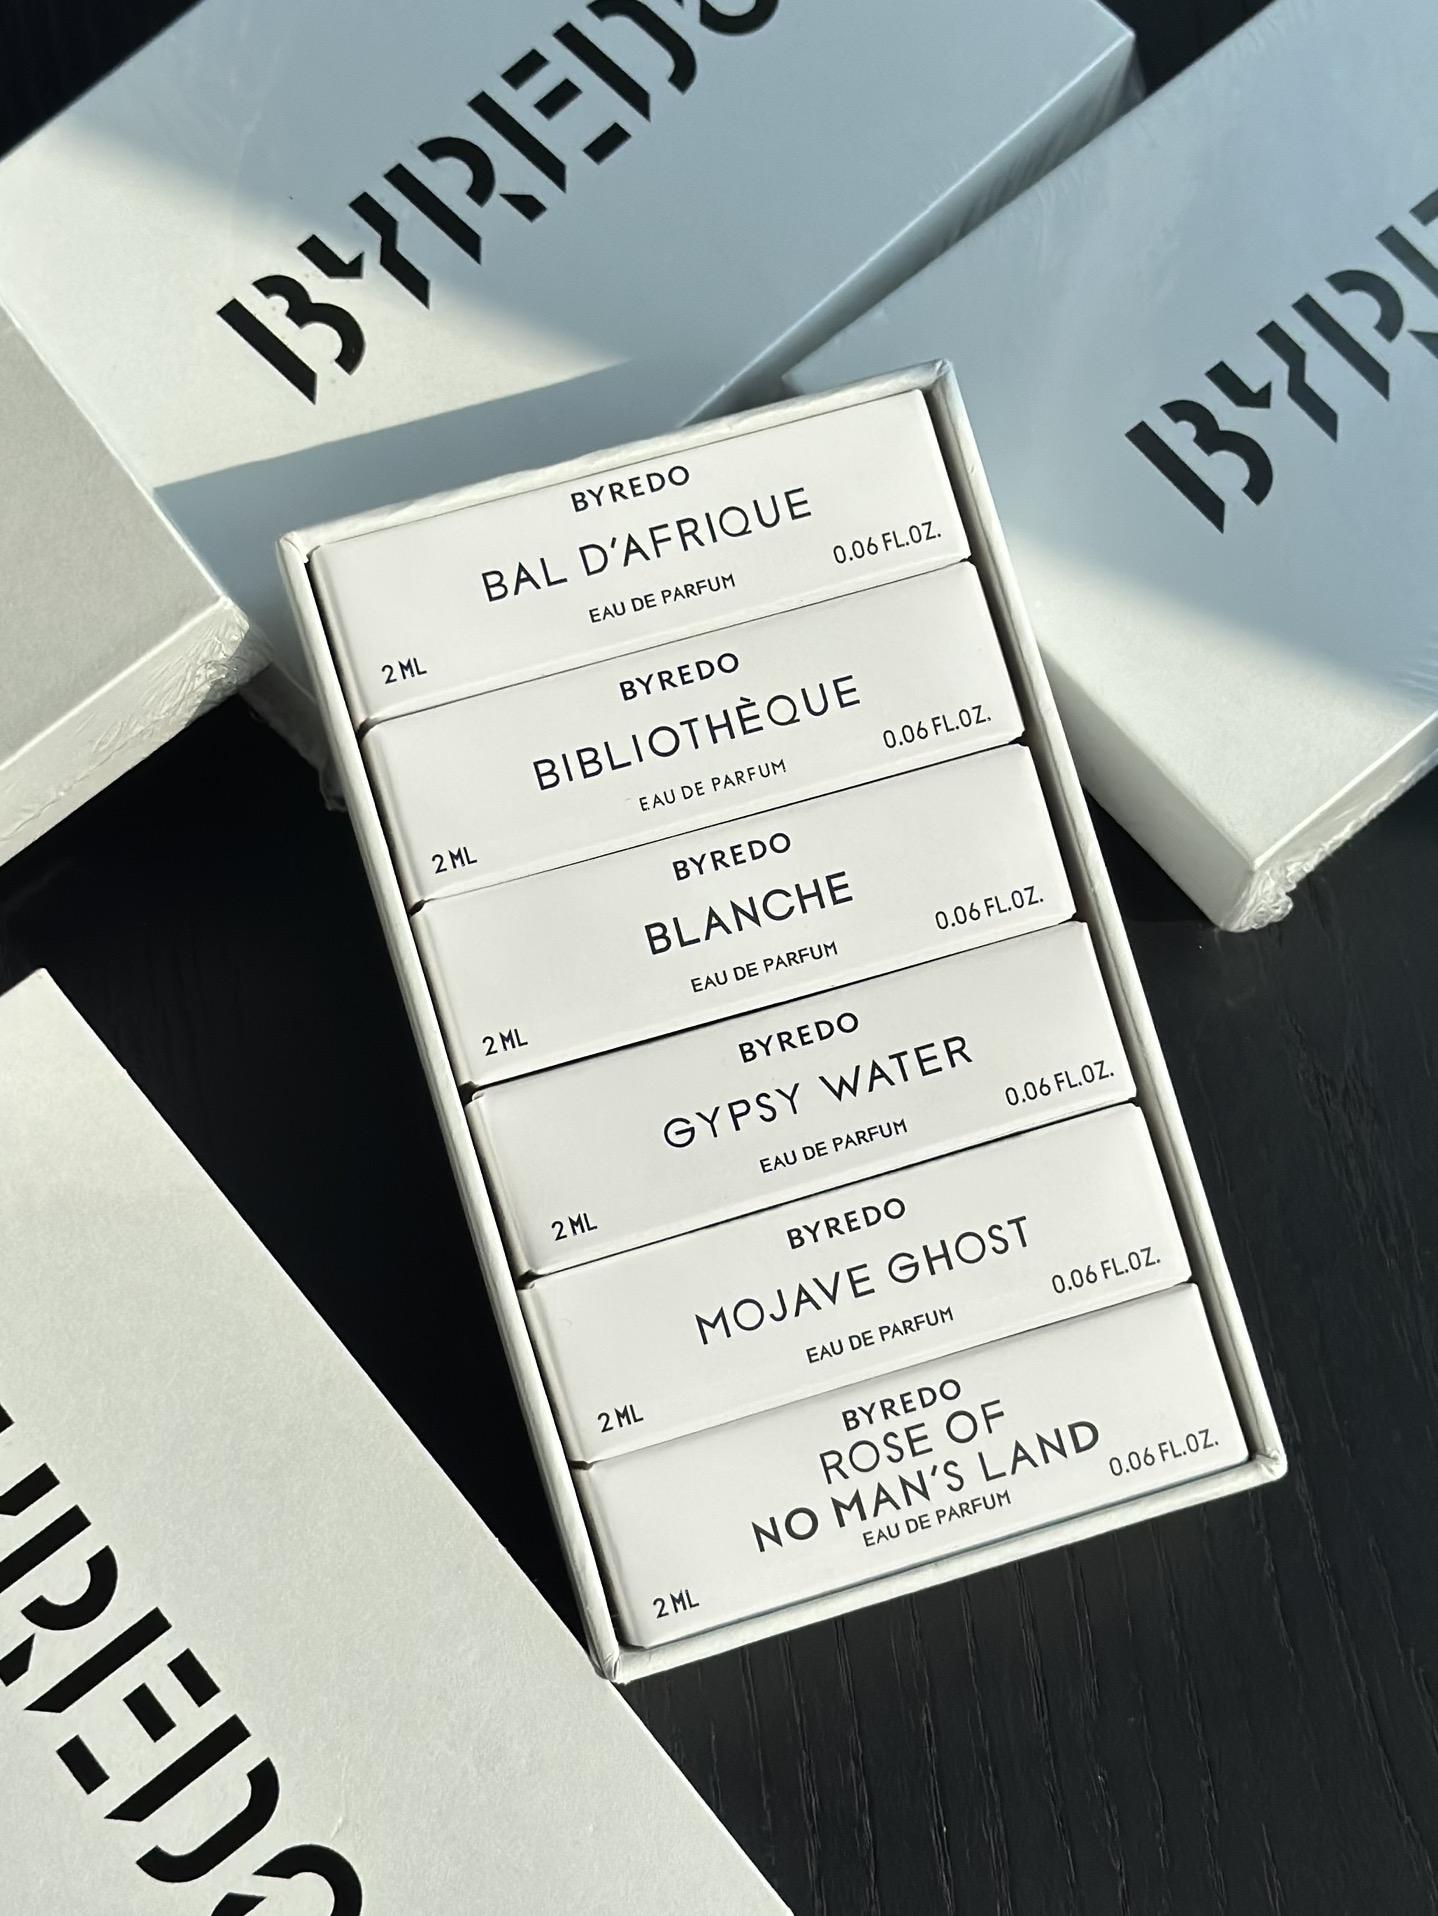 BYREDO
BYRE
BYREDO
BAL D'AFRIQUE
EAU DE PARFUM
0.06 FL.OZ.
2 ML
BYREDO
BIBLIOTHÈQUE
EAU DE PARFUM
0.06 FL.OZ.
2 ML
BYREDO
BLANCHE
EAU DE PARFUM
0.06 FL.OZ.
2 ML
BYREDO
GYPSY WATER
EAU DE PARFUM
0.06 FL.OZ.
2 ML
BYREDO
MOJAVE GHOST
EAU DE PARFUM
0.06 FL.OZ.
2 ML
BYREDO
ROSE OF
NO MAN'S LAND
EAU DE PARFUM
0.06 FL.OZ.
2 ML
YREDO